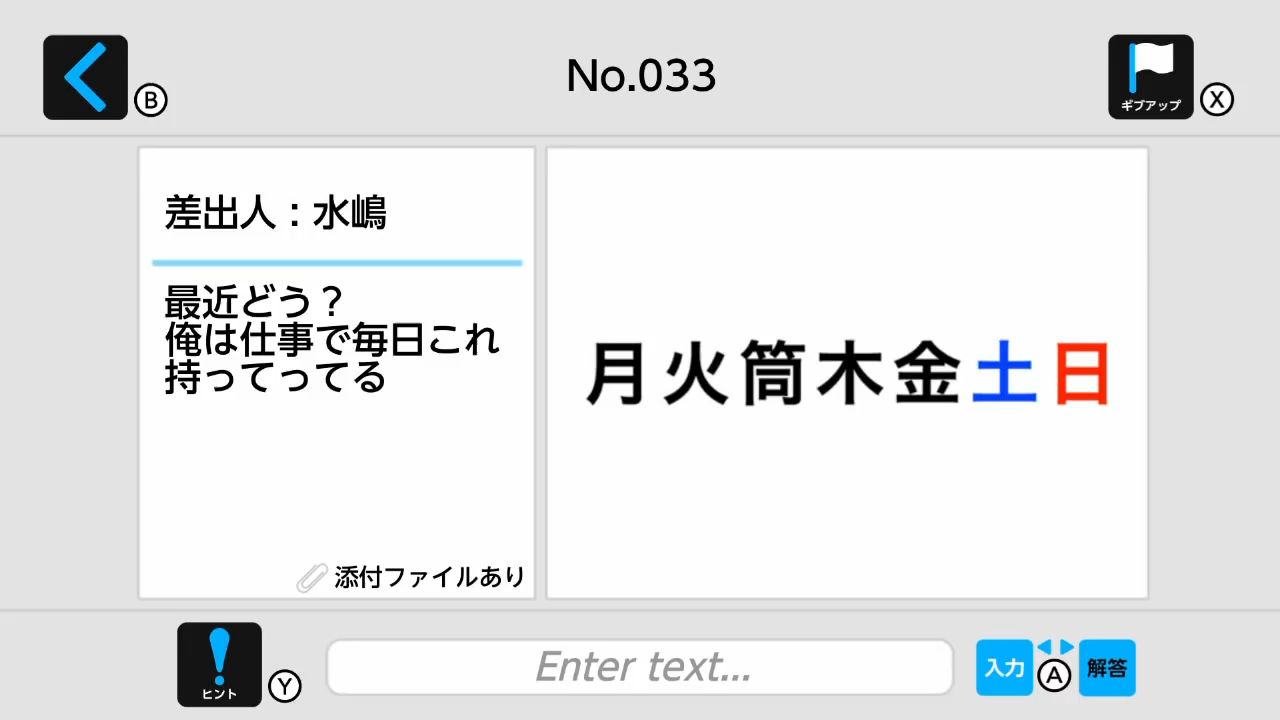 No.033
B
ギブアップ
X
差出人：水嶋
最近どう？
俺は仕事で毎日これ
持ってってる
添付ファイルあり
月火筒木金土日
ヒント
Y
Enter text...
入力
A
解答